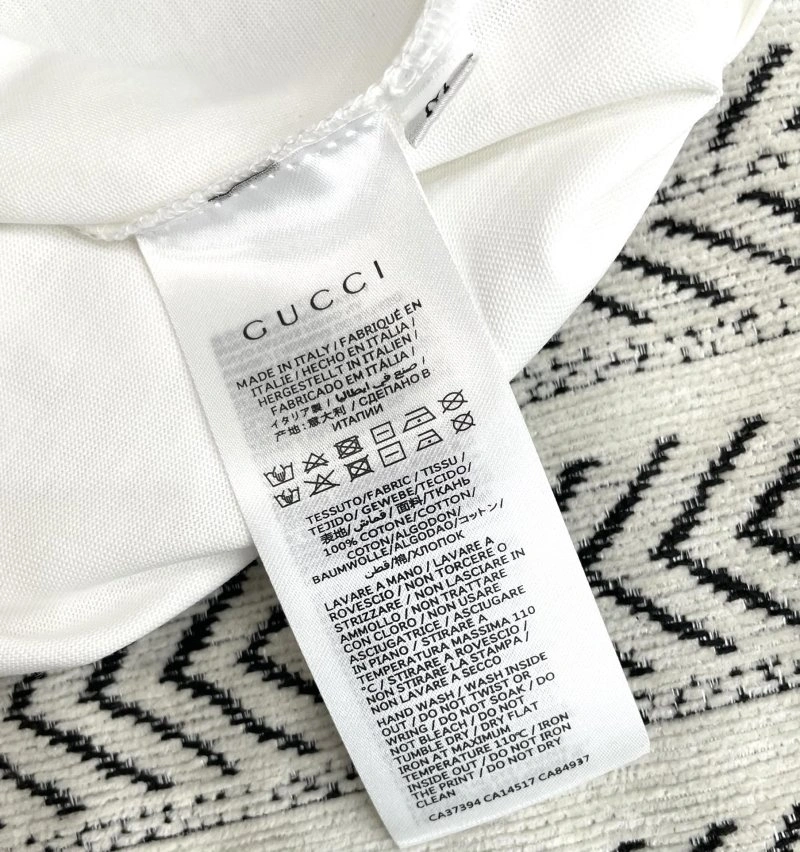 M
GUCCI
MADE IN ITALY / FABRIQUÉ EN
ITALIE / HECHO EN ITALIA /
HERGESTELLT IN ITALIEN /
FABRICADO EM ITÁLIA /
イタリア製 / صنع في ايطاليا /
产地: 意大利 / СДЕЛАНО В
ИТАЛИИ
TESSUTO/FABRIC / TISSU /
TEJIDO/ GEWEBE/TECIDO/
表地/ قماش/ 面料/ТКАНЬ
100% COTONE/COTTON/
COTON/ALGODON/
BAUMWOLLE/ALGODAO/コットン/
قطن/棉/ХЛОПОК
LAVARE A MANO / LAVARE A
ROVESCIO / NON TORCERE O
STRIZZARE / NON LASCIARE IN
AMMOLLO / NON TRATTARE
CON CLORO / NON USARE
ASCIUGATRICE / ASCIUGARE
IN PIANO / STIRARE A
TEMPERATURA MASSIMA 110
°C / STIRARE A ROVESCIO /
NON STIRARE LA STAMPA /
NON LAVARE A SECCO
HAND WASH / WASH INSIDE
OUT / DO NOT TWIST OR
WRING / DO NOT SOAK / DO
NOT BLEACH / DO NOT
TUMBLE DRY / DRY FLAT
IRON AT MAXIMUM
TEMPERATURE 110°C / IRON
INSIDE OUT / DO NOT IRON
THE PRINT / DO NOT DRY
CLEAN
CA37394 CA14517 CA84937